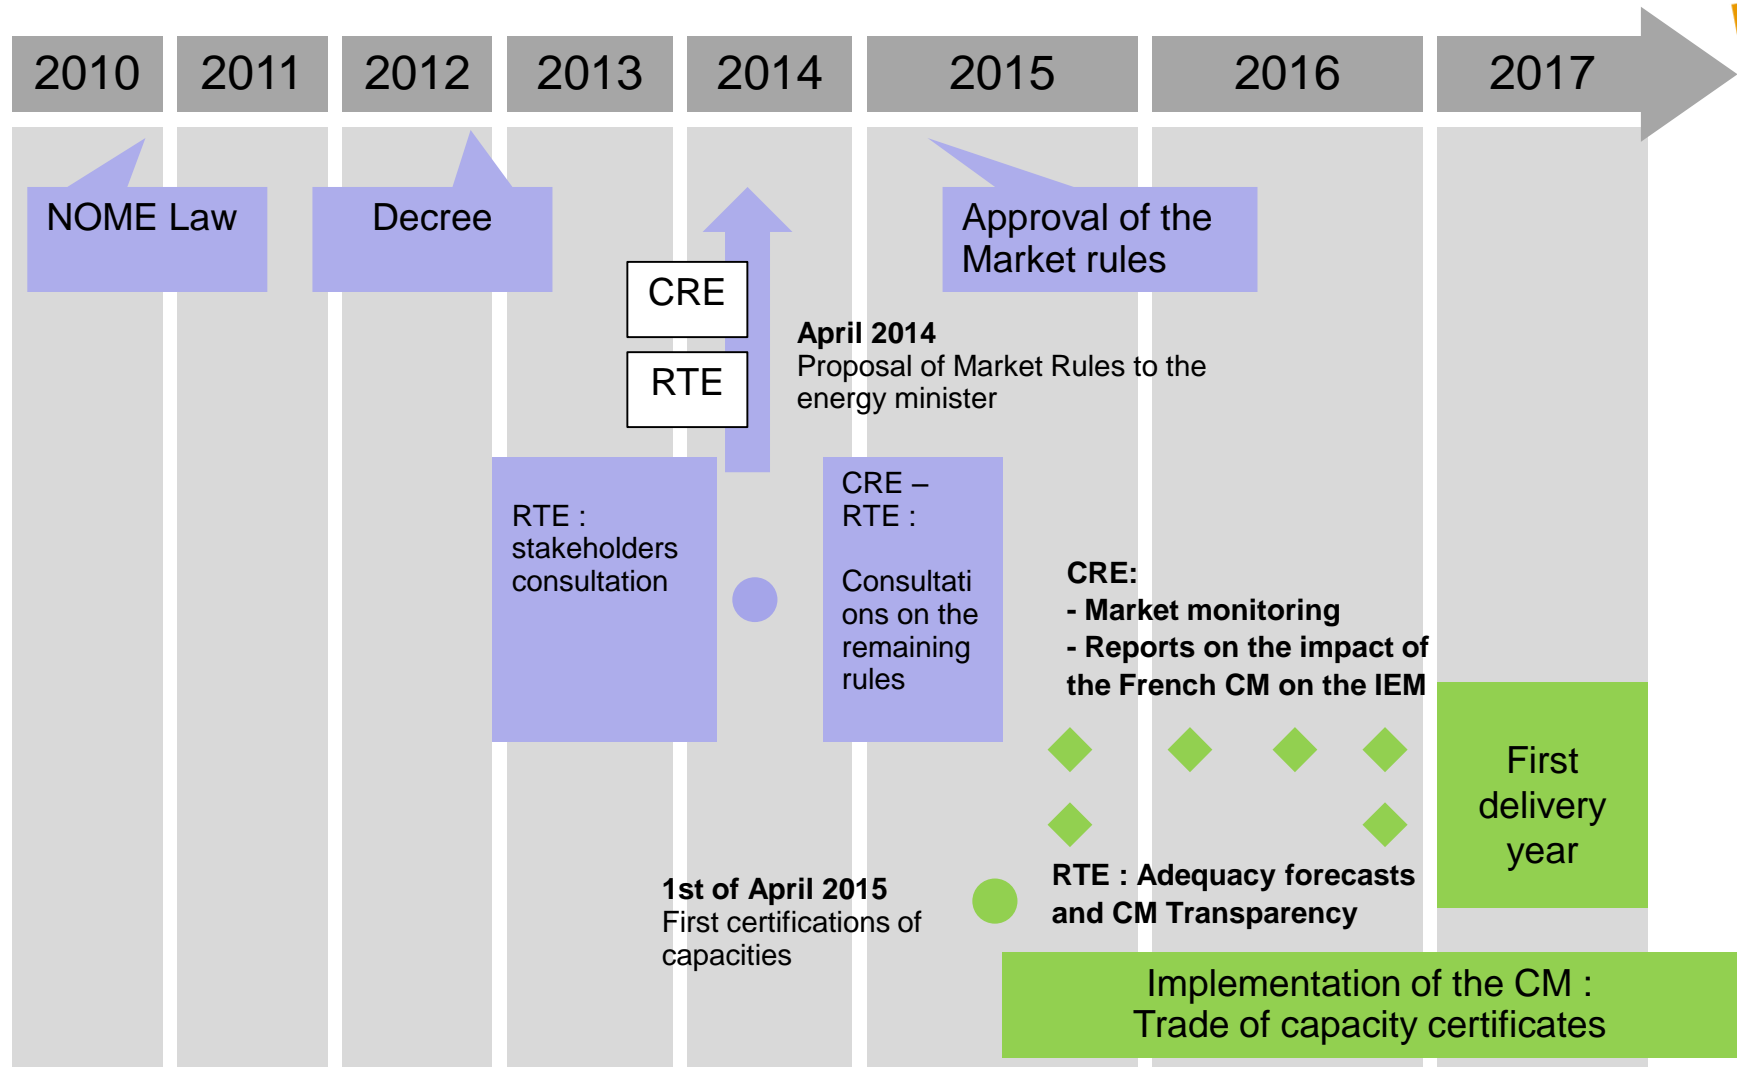 2010
2011
2012
2013
2014
2015
2016
2017
NOME Law
Decree
Approval of the
Market rules
CRE
RTE
April 2014
Proposal of Market Rules to the
energy minister
RTE :
stakeholders
consultation
CRE –
RTE :
Consultati
ons on the
remaining
rules
CRE:
- Market monitoring
- Reports on the impact of
the French CM on the IEM
First
delivery
year
1st of April 2015
First certifications of
capacities
RTE : Adequacy forecasts
and CM Transparency
Implementation of the CM :
Trade of capacity certificates